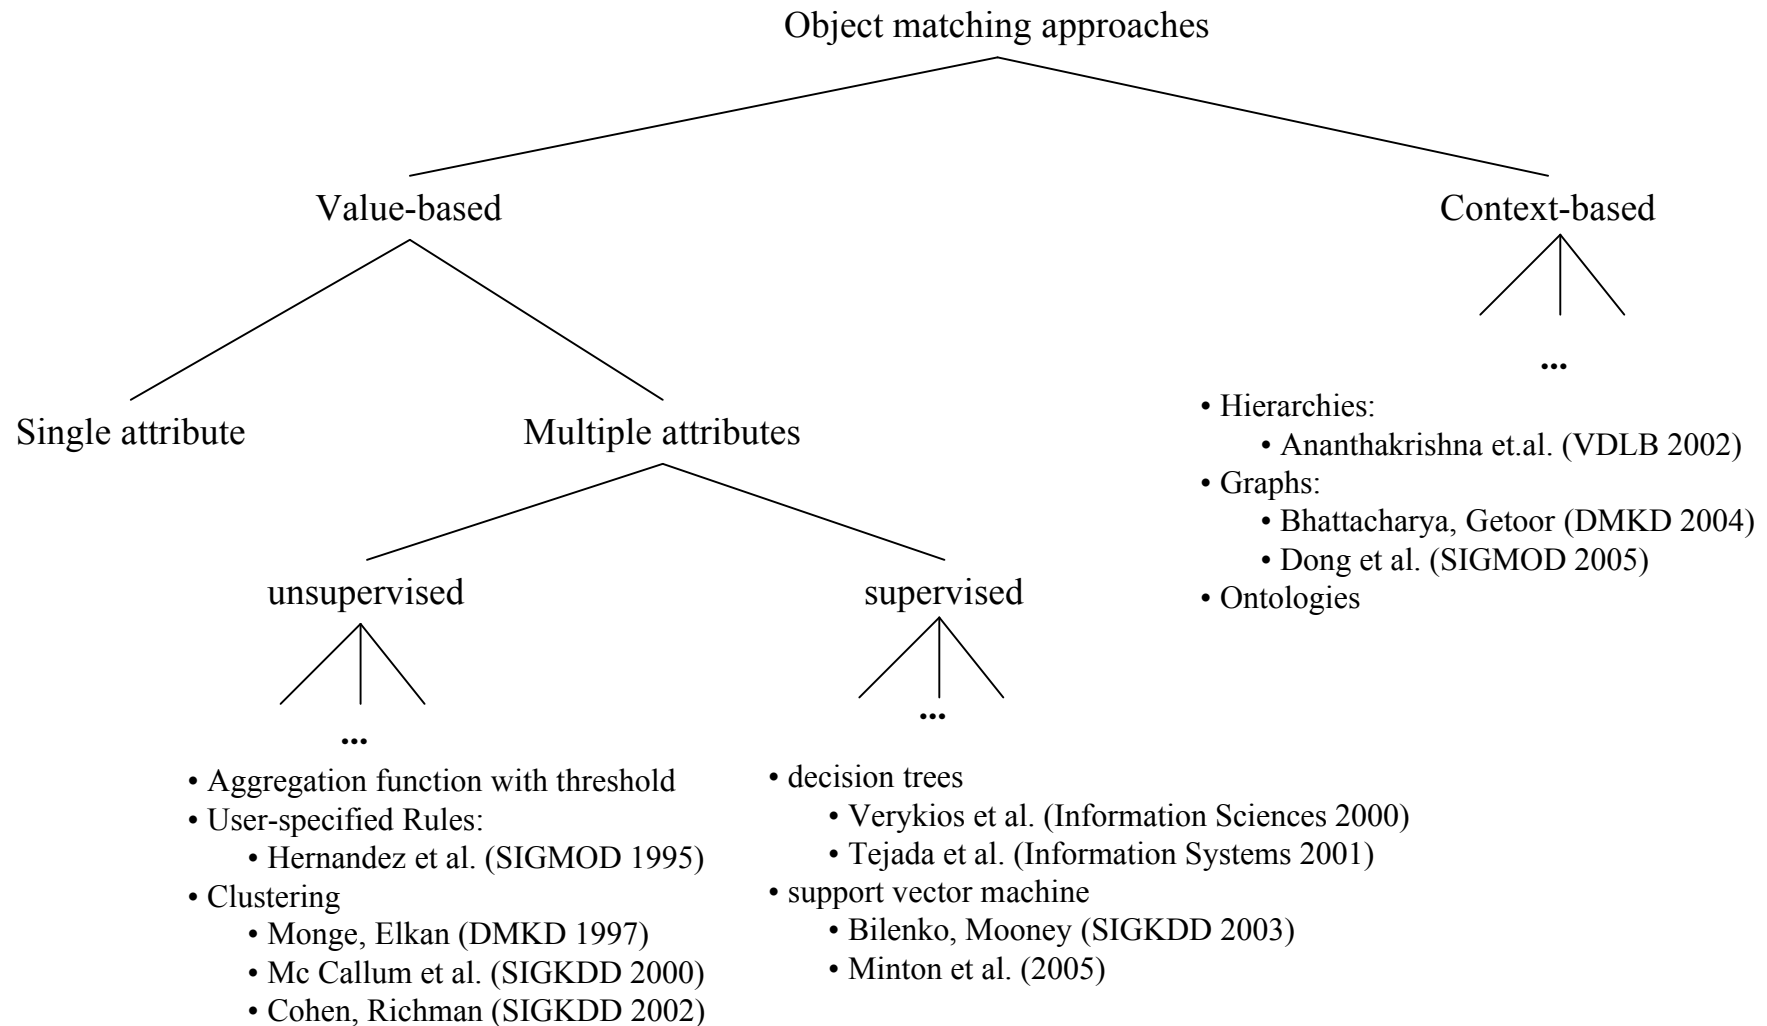 Object matching approaches
Value-based
Context-based
...
Single attribute
Multiple attributes
• Hierarchies:
• Ananthakrishna et.al. (VDLB 2002)
• Graphs:
• Bhattacharya, Getoor (DMKD 2004)
• Dong et al. (SIGMOD 2005)
• Ontologies
unsupervised
supervised
...
• Aggregation function with threshold
• User-specified Rules:
• Hernandez et al. (SIGMOD 1995)
• Clustering
• Monge, Elkan (DMKD 1997)
• Mc Callum et al. (SIGKDD 2000)
• Cohen, Richman (SIGKDD 2002)
...
• decision trees
• Verykios et al. (Information Sciences 2000)
• Tejada et al. (Information Systems 2001)
• support vector machine
• Bilenko, Mooney (SIGKDD 2003)
• Minton et al. (2005)